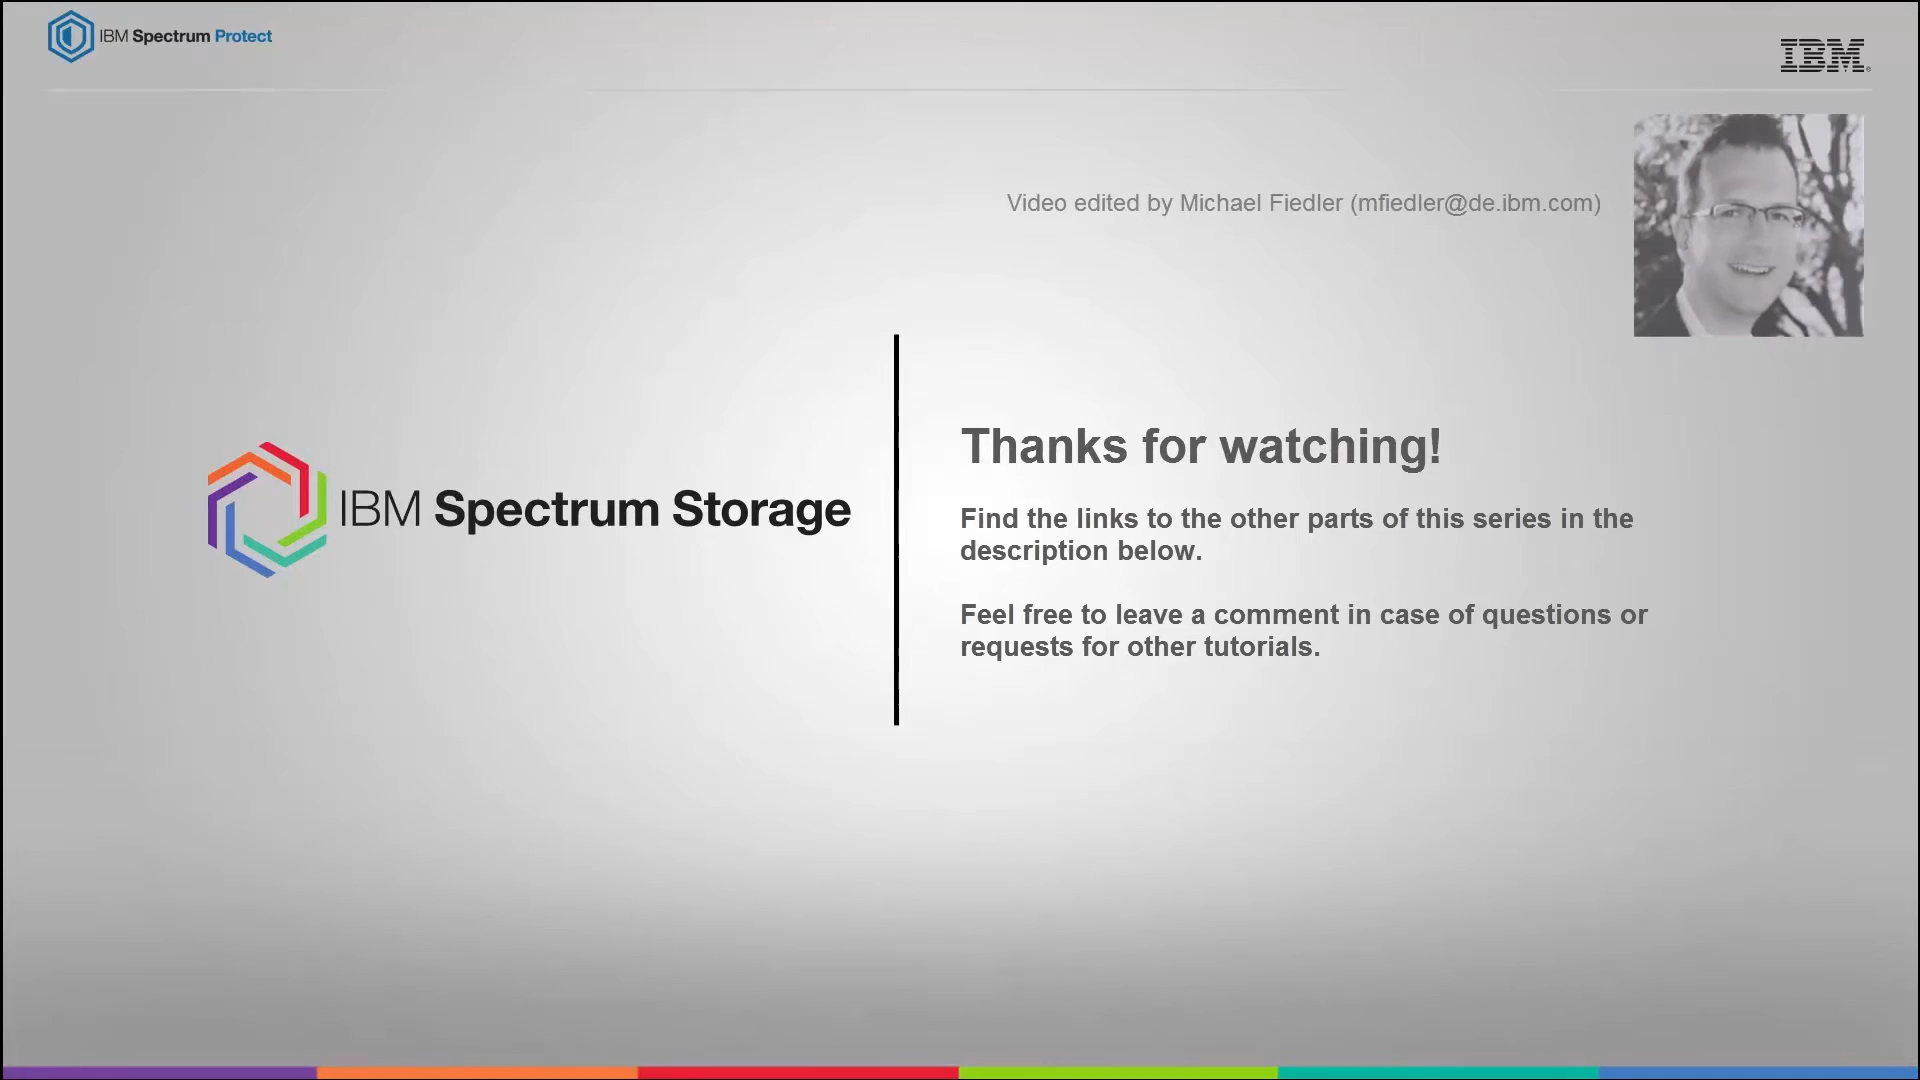 IBM Spectrum Protect
IBM
Video edited by Michael Fiedler (mfiedler@de.ibm.com)
IBM Spectrum Storage
Thanks for watching!
Find the links to the other parts of this series in the
description below.
Feel free to leave a comment in case of questions or
requests for other tutorials.